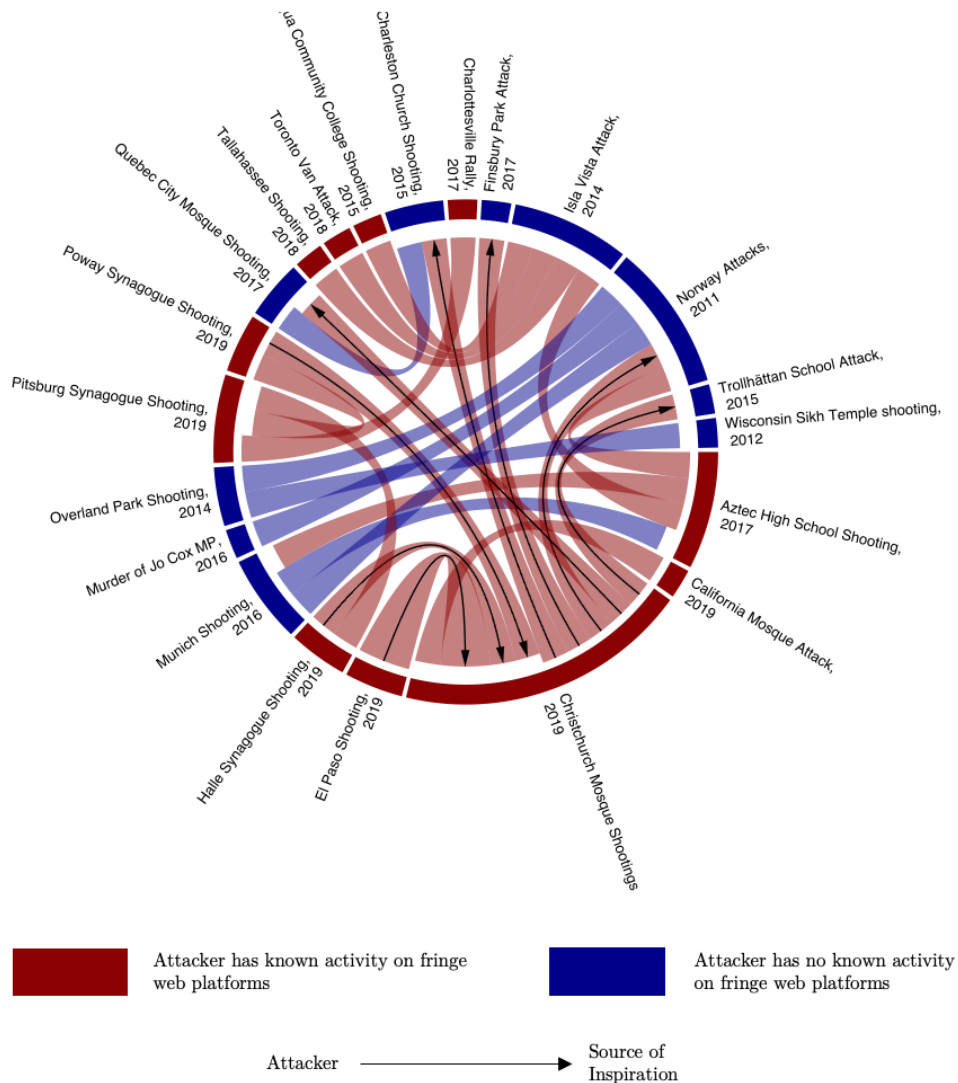 ua Community College Shooting,
2015
Charleston Church Shooting,
2015
Charlottesville Rally,
2017
Finsbury Park Attack,
2017
Isla Vista Attack,
2014
Norway Attacks,
2011
Trollhättan School Attack,
2015
Wisconsin Sikh Temple shooting,
2012
Aztec High School Shooting,
2017
California Mosque Attack,
2019
Christchurch Mosque Shootings
2019
El Paso Shooting,
2019
Halle Synagogue Shooting,
2019
Munich Shooting,
2016
Murder of Jo Cox MP,
2016
Overland Park Shooting,
2014
Pitsburg Synagogue Shooting,
2019
Poway Synagogue Shooting,
2019
Quebec City Mosque Shooting,
2017
Tallahassee Shooting,
2018
Toronto Van Attack,
2018
Attacker has known activity on fringe
web platforms
Attacker has no known activity
on fringe web platforms
Attacker
Source of
Inspiration